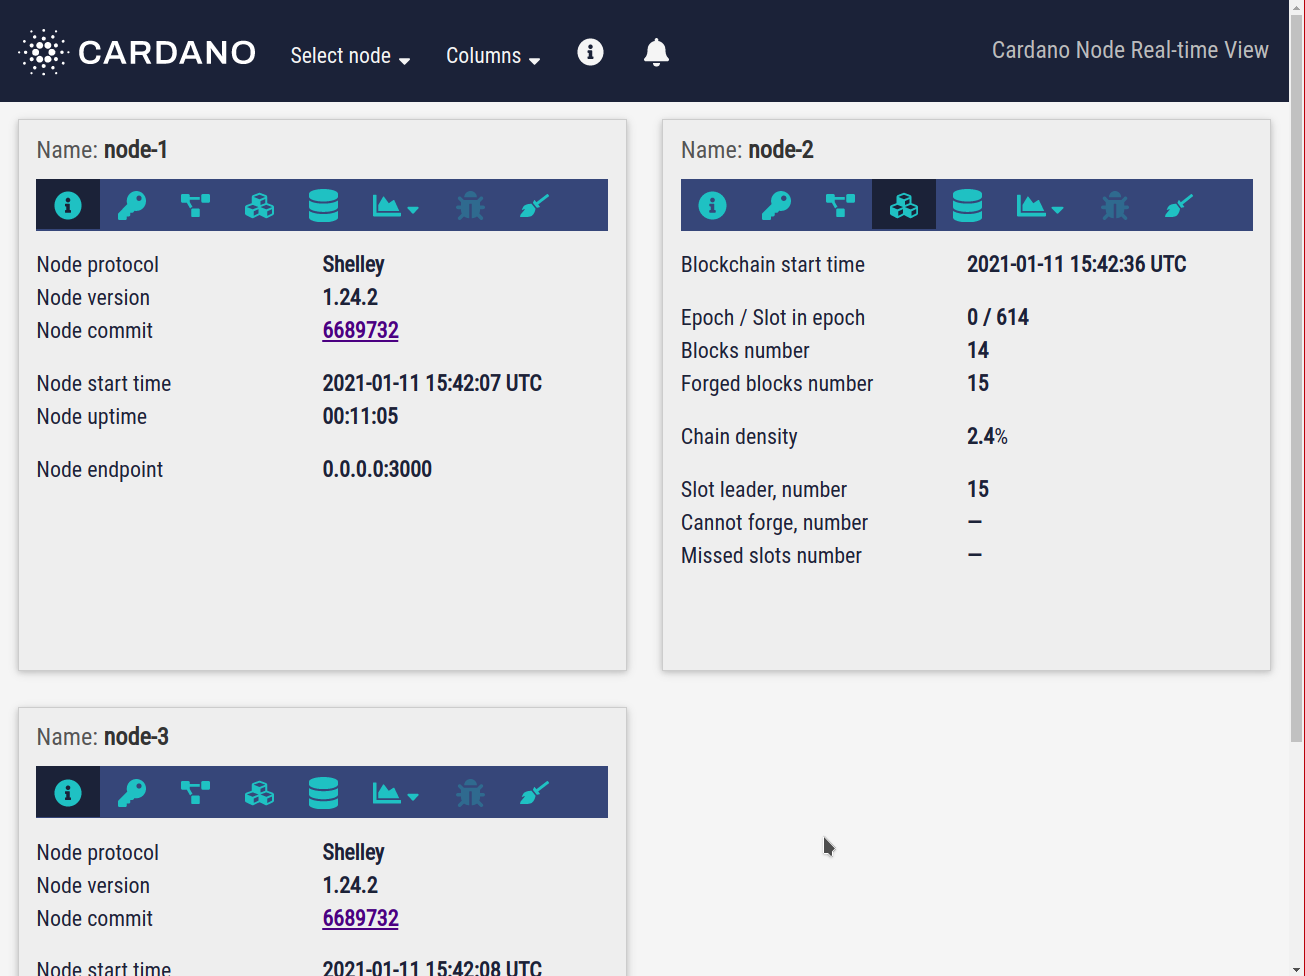 CARDANO Select node Columns Cardano Node Real-time View
Name: node-1
Node protocol Shelley
Node version 1.24.2
Node commit 6689732
Node start time 2021-01-11 15:42:07 UTC
Node uptime 00:11:05
Node endpoint 0.0.0.0:3000
Name: node-2
Blockchain start time 2021-01-11 15:42:36 UTC
Epoch / Slot in epoch 0 / 614
Blocks number 14
Forged blocks number 15
Chain density 2.4%
Slot leader, number 15
Cannot forge, number –
Missed slots number –
Name: node-3
Node protocol Shelley
Node version 1.24.2
Node commit 6689732
Node start time 2021-01-11 15:42:08 UTC